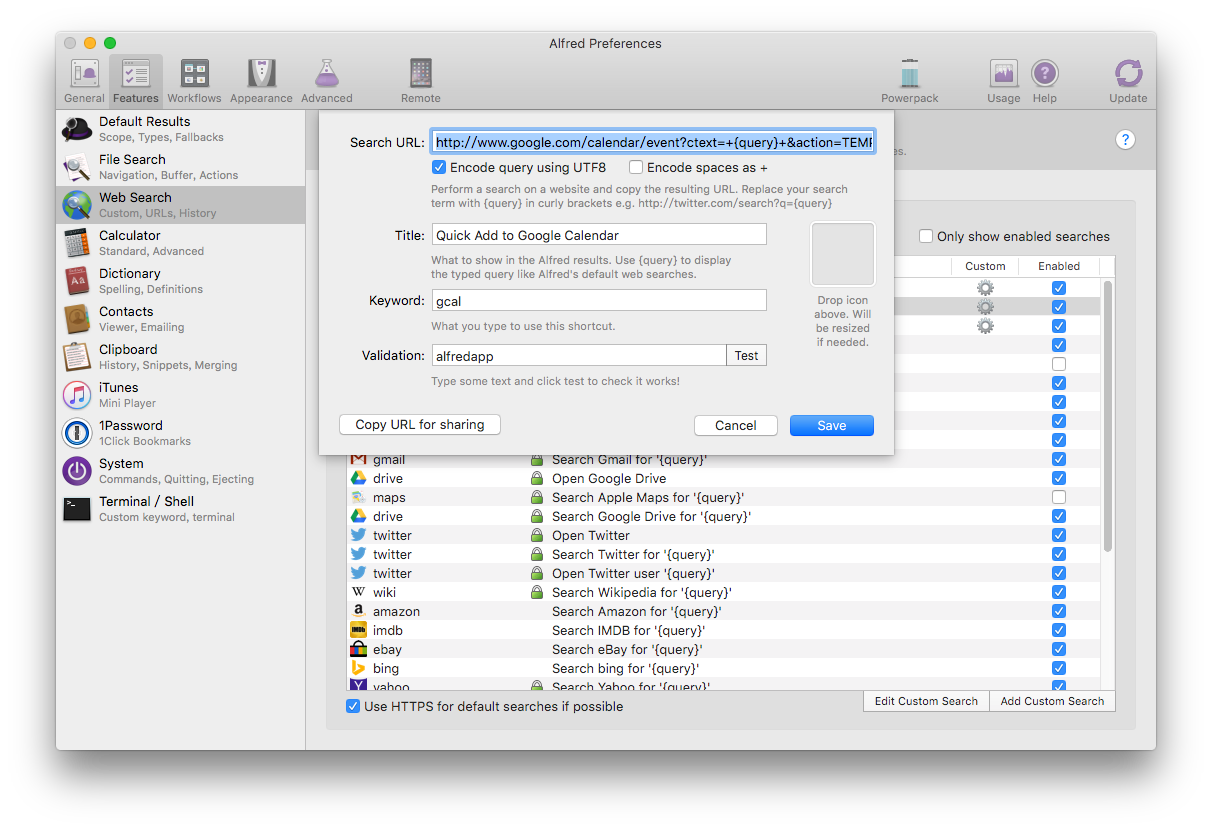 Alfred Preferences
General
Features
Workflows
Appearance
Advanced
Remote
Powerpack
Usage
Help
Update
Default Results
Scope, Types, Fallbacks
File Search
Navigation, Buffer, Actions
Web Search
Custom, URLs, History
Calculator
Standard, Advanced
Dictionary
Spelling, Definitions
Contacts
Viewer, Emailing
Clipboard
History, Snippets, Merging
iTunes
Mini Player
1Password
1Click Bookmarks
System
Commands, Quitting, Ejecting
Terminal / Shell
Custom keyword, terminal
Search URL: http://www.google.com/calendar/event?ctext=+{query}+&action=TEMP
Encode query using UTF8 Encode spaces as +
Perform a search on a website and copy the resulting URL. Replace your search
term with {query} in curly brackets e.g. http://twitter.com/search?q={query}
Title: Quick Add to Google Calendar
What to show in the Alfred results. Use {query} to display
the typed query like Alfred's default web searches.
Keyword: gcal
What you type to use this shortcut.
Validation: alfredapp Test
Type some text and click test to check it works!
Drop icon
above. Will
be resized
if needed.
Copy URL for sharing Cancel Save
es.
?
Only show enabled searches
Custom Enabled
gmail Search Gmail for '{query}'
drive Open Google Drive
maps Search Apple Maps for '{query}'
drive Search Google Drive for '{query}'
twitter Open Twitter
twitter Search Twitter for '{query}'
twitter Open Twitter user '{query}'
W wiki Search Wikipedia for '{query}'
a amazon Search Amazon for '{query}'
IMDb imdb Search IMDB for '{query}'
ebay Search eBay for '{query}'
bing Search bing for '{query}'
yahoo Search Yahoo for '{query}'
Use HTTPS for default searches if possible
Edit Custom Search Add Custom Search